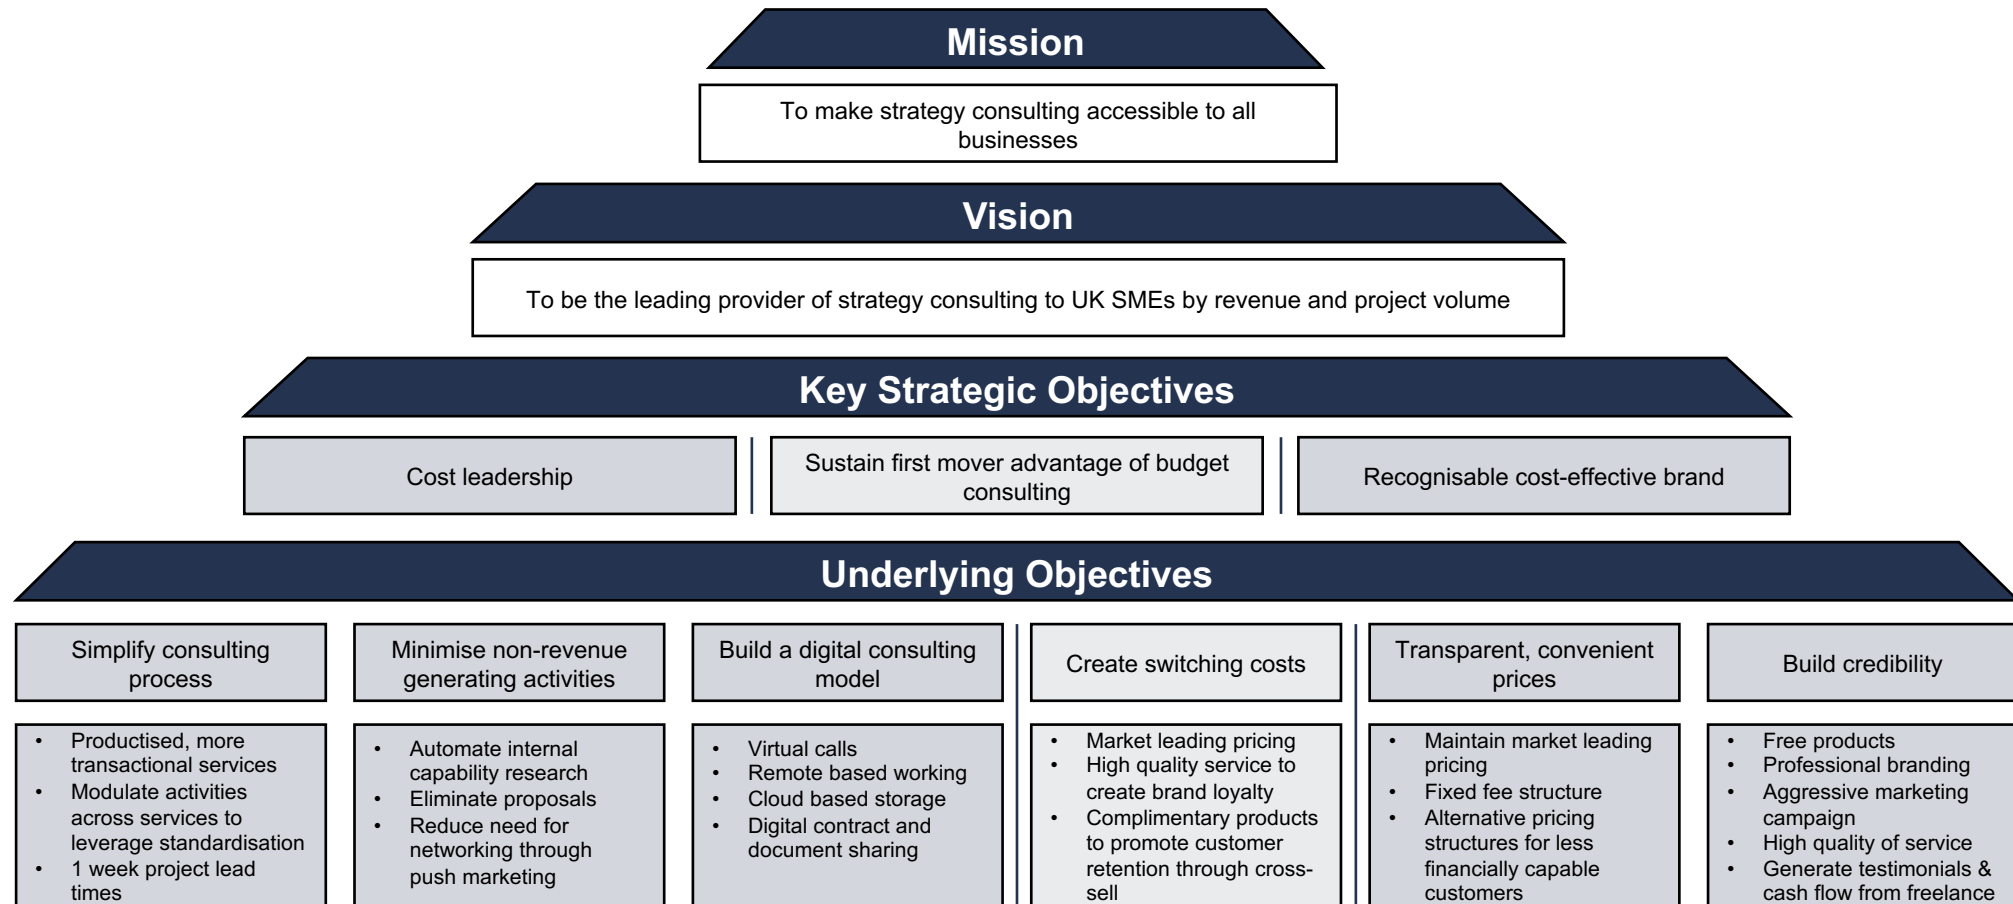 Mission
To make strategy consulting accessible to all
businesses
Vision
To be the leading provider of strategy consulting to UK SMEs by revenue and project volume
Key Strategic Objectives
Cost leadership
Sustain first mover advantage of budget
consulting
Recognisable cost-effective brand
Underlying Objectives
Simplify consulting
process
Minimise non-revenue
generating activities
Build a digital consulting
model
Create switching costs
Transparent, convenient
prices
Build credibility
• Productised, more
transactional services
• Modulate activities
across services to
leverage standardisation
• 1 week project lead
times
• Automate internal
capability research
• Eliminate proposals
• Reduce need for
networking through
push marketing
• Virtual calls
• Remote based working
• Cloud based storage
• Digital contract and
document sharing
• Market leading pricing
• High quality service to
create brand loyalty
• Complimentary products
to promote customer
retention through cross-
sell
• Maintain market leading
pricing
• Fixed fee structure
• Alternative pricing
structures for less
financially capable
customers
• Free products
• Professional branding
• Aggressive marketing
campaign
• High quality of service
• Generate testimonials &
cash flow from freelance